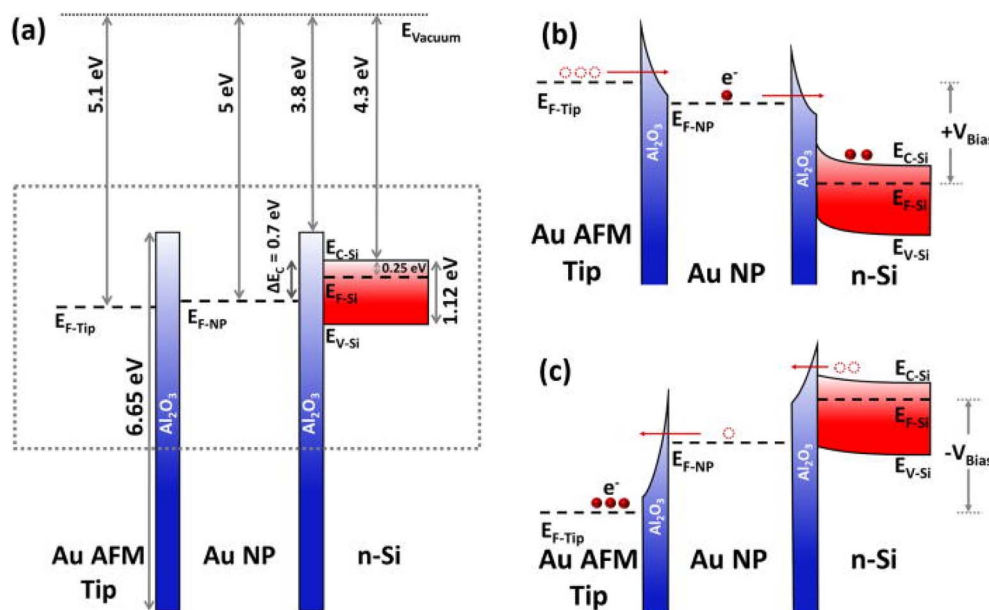 (a)
E_Vacuum
5.1 eV
5 eV
3.8 eV
4.3 eV
ΔE_C = 0.7 eV
E_C-Si
0.25 eV
E_F-Si
1.12 eV
E_F-Tip
E_F-NP
E_V-Si
6.65 eV
Al₂O₃
Al₂O₃
Au AFM
Tip
Au NP
n-Si
(b)
e⁻
E_F-Tip
E_F-NP
Al₂O₃
Al₂O₃
E_C-Si
+V_Bias
E_F-Si
E_V-Si
Au AFM
Tip
Au NP
n-Si
(c)
E_C-Si
E_F-Si
Al₂O₃
E_F-NP
E_V-Si
-V_Bias
e⁻
Al₂O₃
E_F-Tip
Au AFM
Tip
Au NP
n-Si